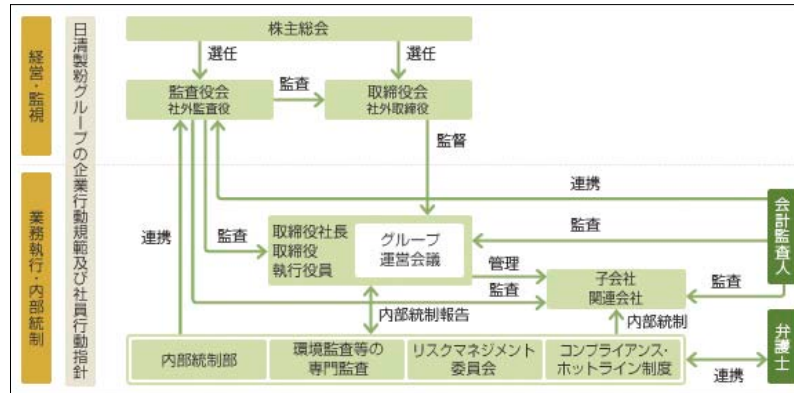 経営・監視
業務執行・内部統制
日清製粉グループの企業行動規範及び社員行動指針
株主総会
選任
選任
監査役会
社外監査役
監査
取締役会
社外取締役
監督
連携
会計監査人
監査
連携
監査
取締役社長
取締役
執行役員
グループ
運営会議
管理
監査
子会社
関連会社
監査
内部統制報告
内部統制
弁護士
内部統制部
環境監査等の
専門監査
リスクマネジメント
委員会
コンプライアンス・
ホットライン制度
連携